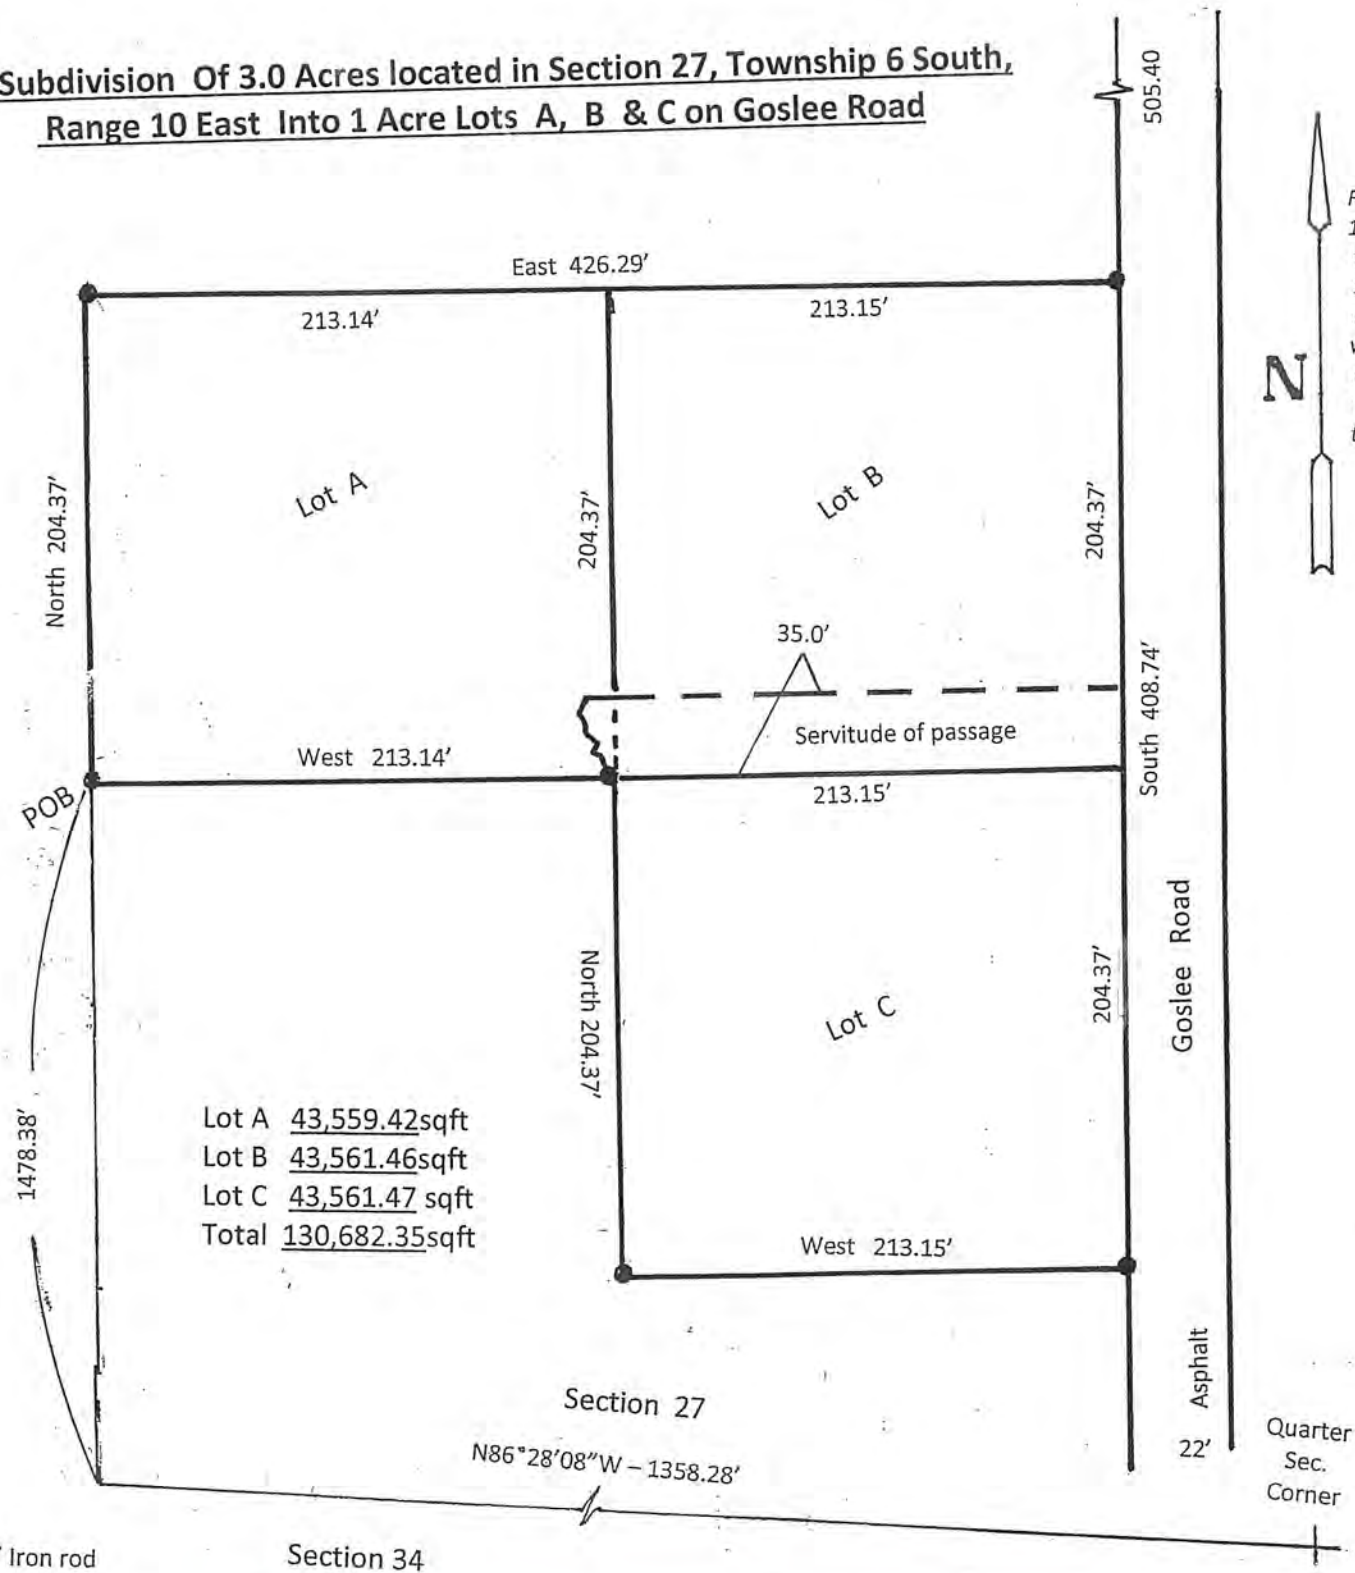 Subdivision Of 3.0 Acres located in Section 27, Township 6 South,
Range 10 East Into 1 Acre Lots A, B & C on Goslee Road
505.40
East 426.29'
213.14'
213.15'
N
North 204.37'
Lot A
204.37'
Lot B
204.37'
35.0'
Servitude of passage
South 408.74'
West 213.14'
213.15'
POB
1478.38'
North 204.37'
Lot C
204.37'
Goslee Road
Lot A 43,559.42sqft
Lot B 43,561.46sqft
Lot C 43,561.47 sqft
Total 130,682.35sqft
West 213.15'
Section 27
N86°28'08"W – 1358.28'
Asphalt
22'
Quarter
Sec.
Corner
Iron rod
Section 34